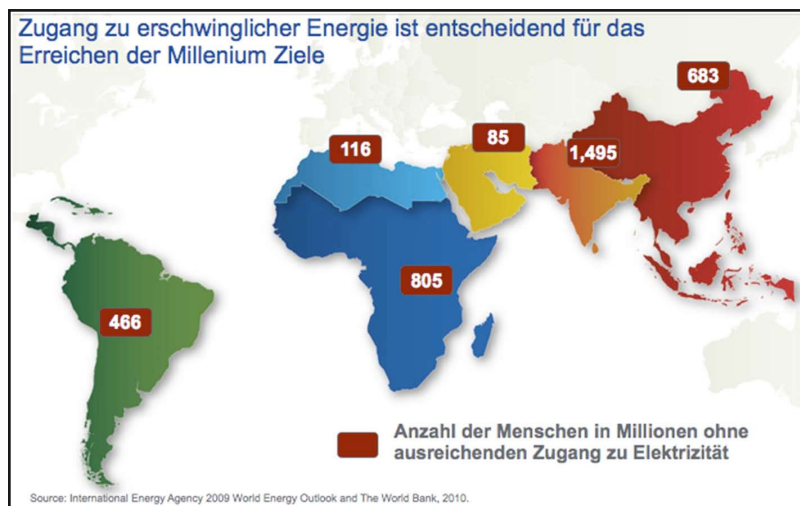 Zugang zu erschwinglicher Energie ist entscheidend für das
Erreichen der Millenium Ziele
683
116
85
1,495
805
466
Anzahl der Menschen in Millionen ohne
ausreichenden Zugang zu Elektrizität
Source: International Energy Agency 2009 World Energy Outlook and The World Bank, 2010.